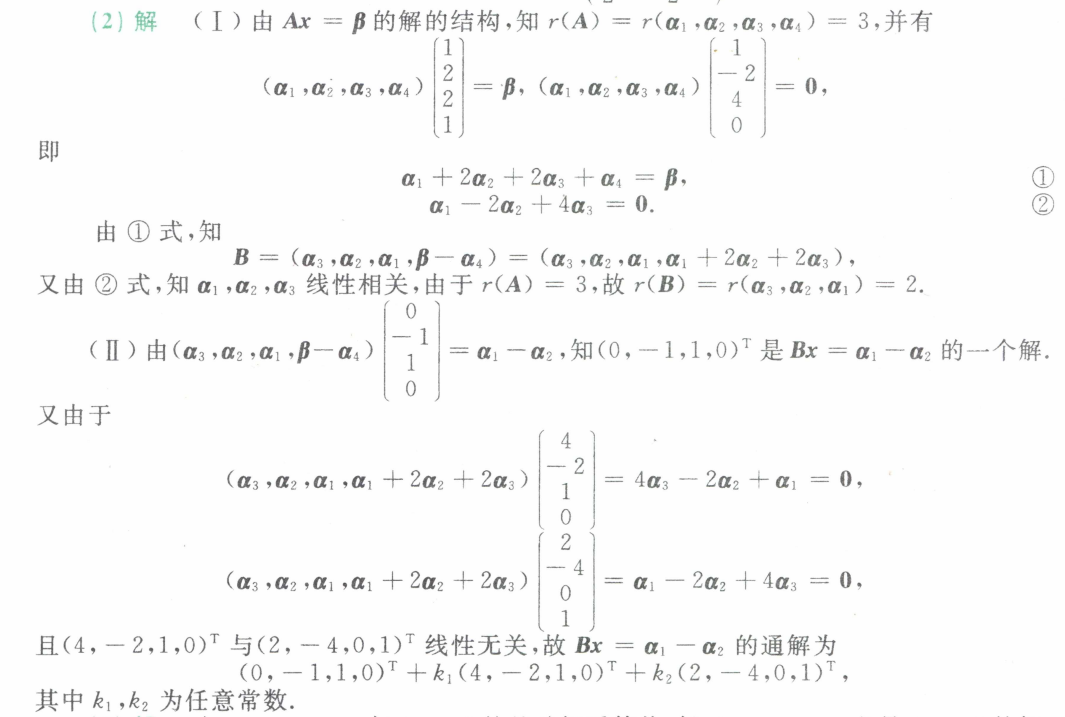 (2) 解 (Ⅰ)由 Ax = β 的解的结构,知 r(A) = r(α₁,α₂,α₃,α₄) = 3,并有
(α₁,α₂,α₃,α₄) (1 2 2 1) = β, (α₁,α₂,α₃,α₄) (1 −2 4 0) = 0,
即
α₁ + 2α₂ + 2α₃ + α₄ = β, ①
α₁ − 2α₂ + 4α₃ = 0. ②
由 ① 式,知
B = (α₃,α₂,α₁,β − α₄) = (α₃,α₂,α₁,α₁ + 2α₂ + 2α₃),
又由 ② 式,知 α₁,α₂,α₃ 线性相关,由于 r(A) = 3,故 r(B) = r(α₃,α₂,α₁) = 2.
(Ⅱ)由(α₃,α₂,α₁,β − α₄) (0 −1 1 0) = α₁ − α₂,知(0, −1,1,0)ᵀ 是 Bx = α₁ − α₂ 的一个解.
又由于
(α₃,α₂,α₁,α₁ + 2α₂ + 2α₃) (4 −2 1 0) = 4α₃ − 2α₂ + α₁ = 0,
(α₃,α₂,α₁,α₁ + 2α₂ + 2α₃) (2 −4 0 1) = α₁ − 2α₂ + 4α₃ = 0,
且(4, −2,1,0)ᵀ 与(2, −4,0,1)ᵀ 线性无关,故 Bx = α₁ − α₂ 的通解为
(0, −1,1,0)ᵀ + k₁(4, −2,1,0)ᵀ + k₂(2, −4,0,1)ᵀ,
其中 k₁,k₂ 为任意常数.